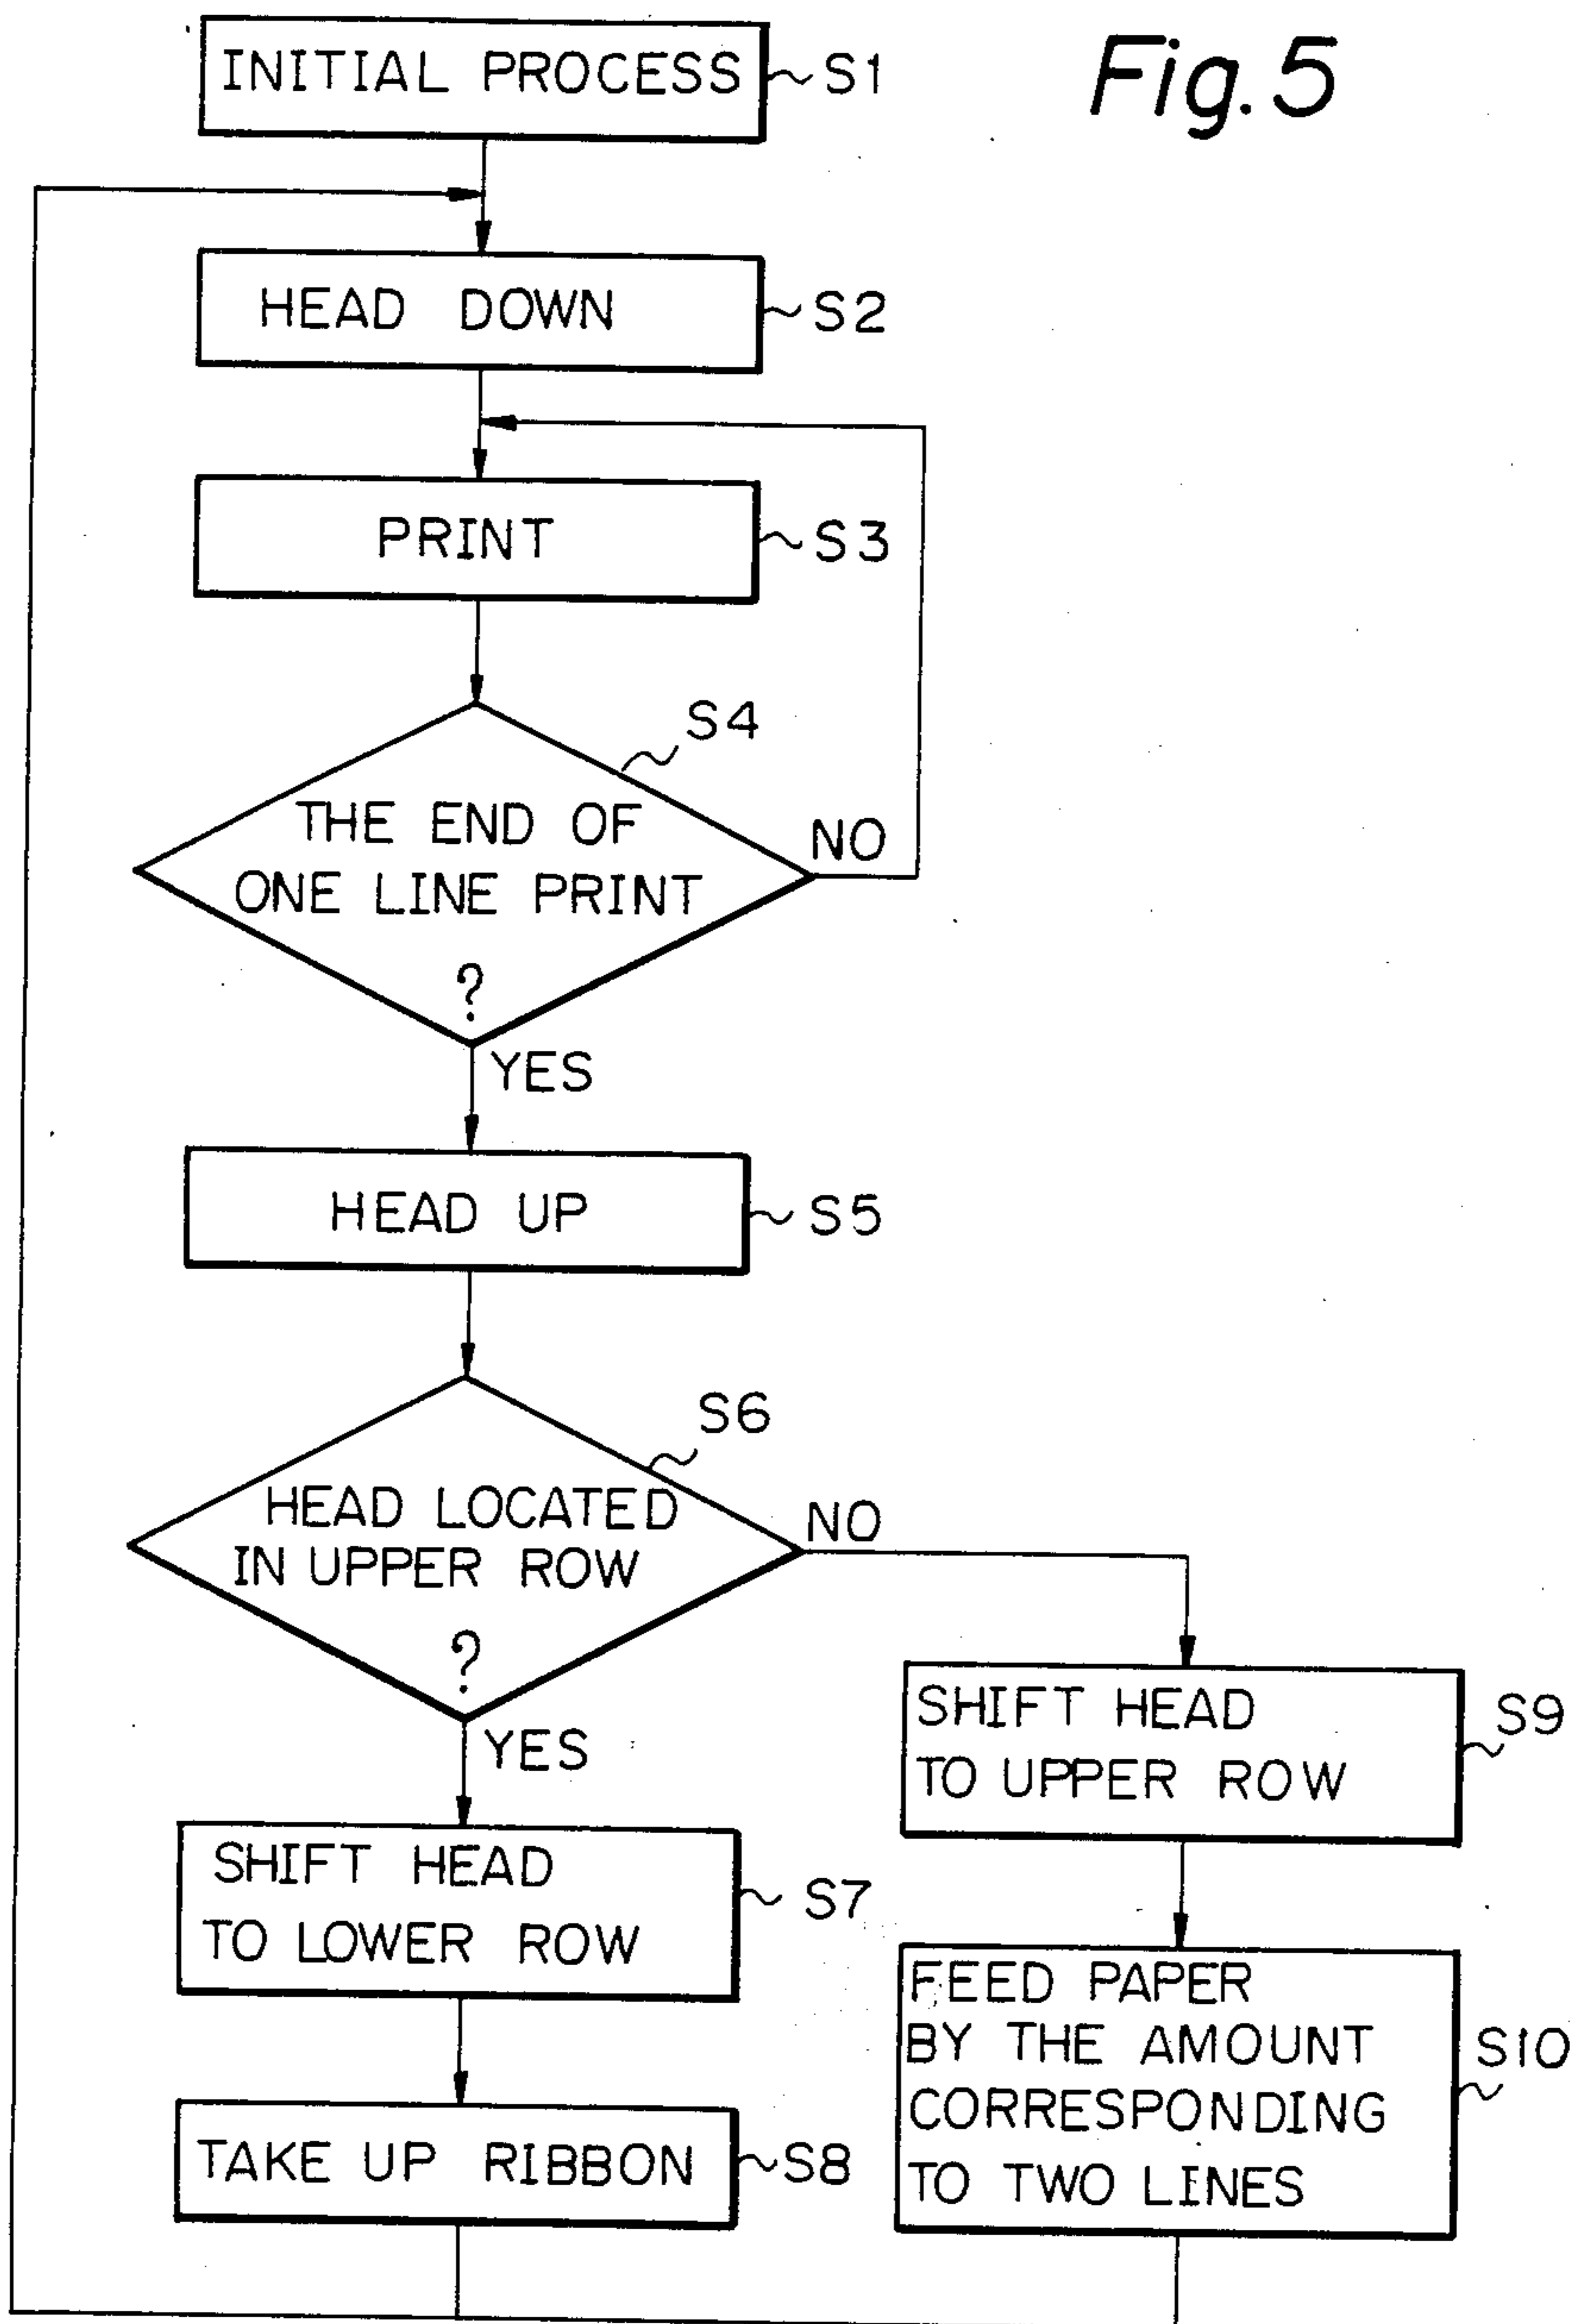 Fig. 5
INITIAL PROCESS
S1
HEAD DOWN
S2
PRINT
S3
S4
THE END OF
ONE LINE PRINT
?
NO
YES
HEAD UP
S5
S6
HEAD LOCATED
IN UPPER ROW
?
NO
YES
SHIFT HEAD
TO UPPER ROW
S9
SHIFT HEAD
TO LOWER ROW
S7
FEED PAPER
BY THE AMOUNT
CORRESPONDING
TO TWO LINES
S10
TAKE UP RIBBON
S8